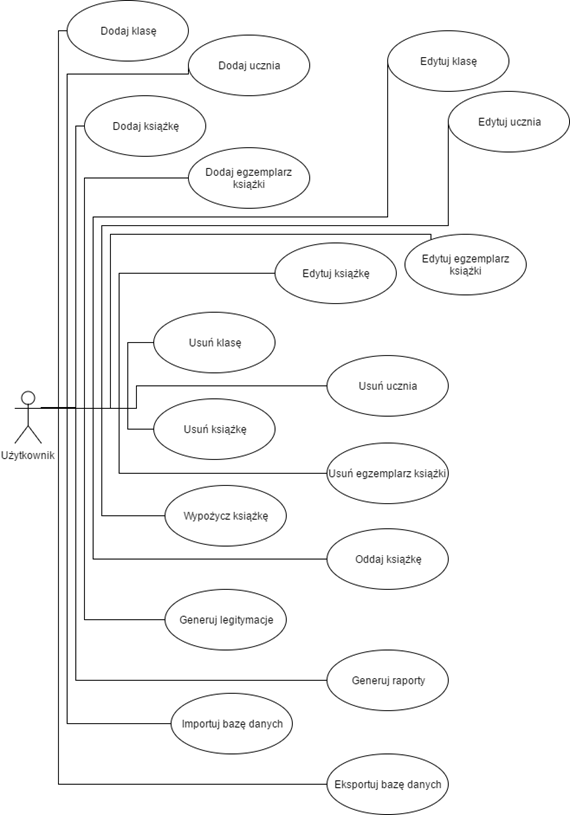 Dodaj klasę
Dodaj ucznia
Edytuj klasę
Edytuj ucznia
Dodaj książkę
Dodaj egzemplarz
książki
Edytuj egzemplarz
książki
Edytuj książkę
Usuń klasę
Usuń ucznia
Usuń książkę
Użytkownik
Usuń egzemplarz książki
Wypożycz książkę
Oddaj książkę
Generuj legitymacje
Generuj raporty
Importuj bazę danych
Eksportuj bazę danych